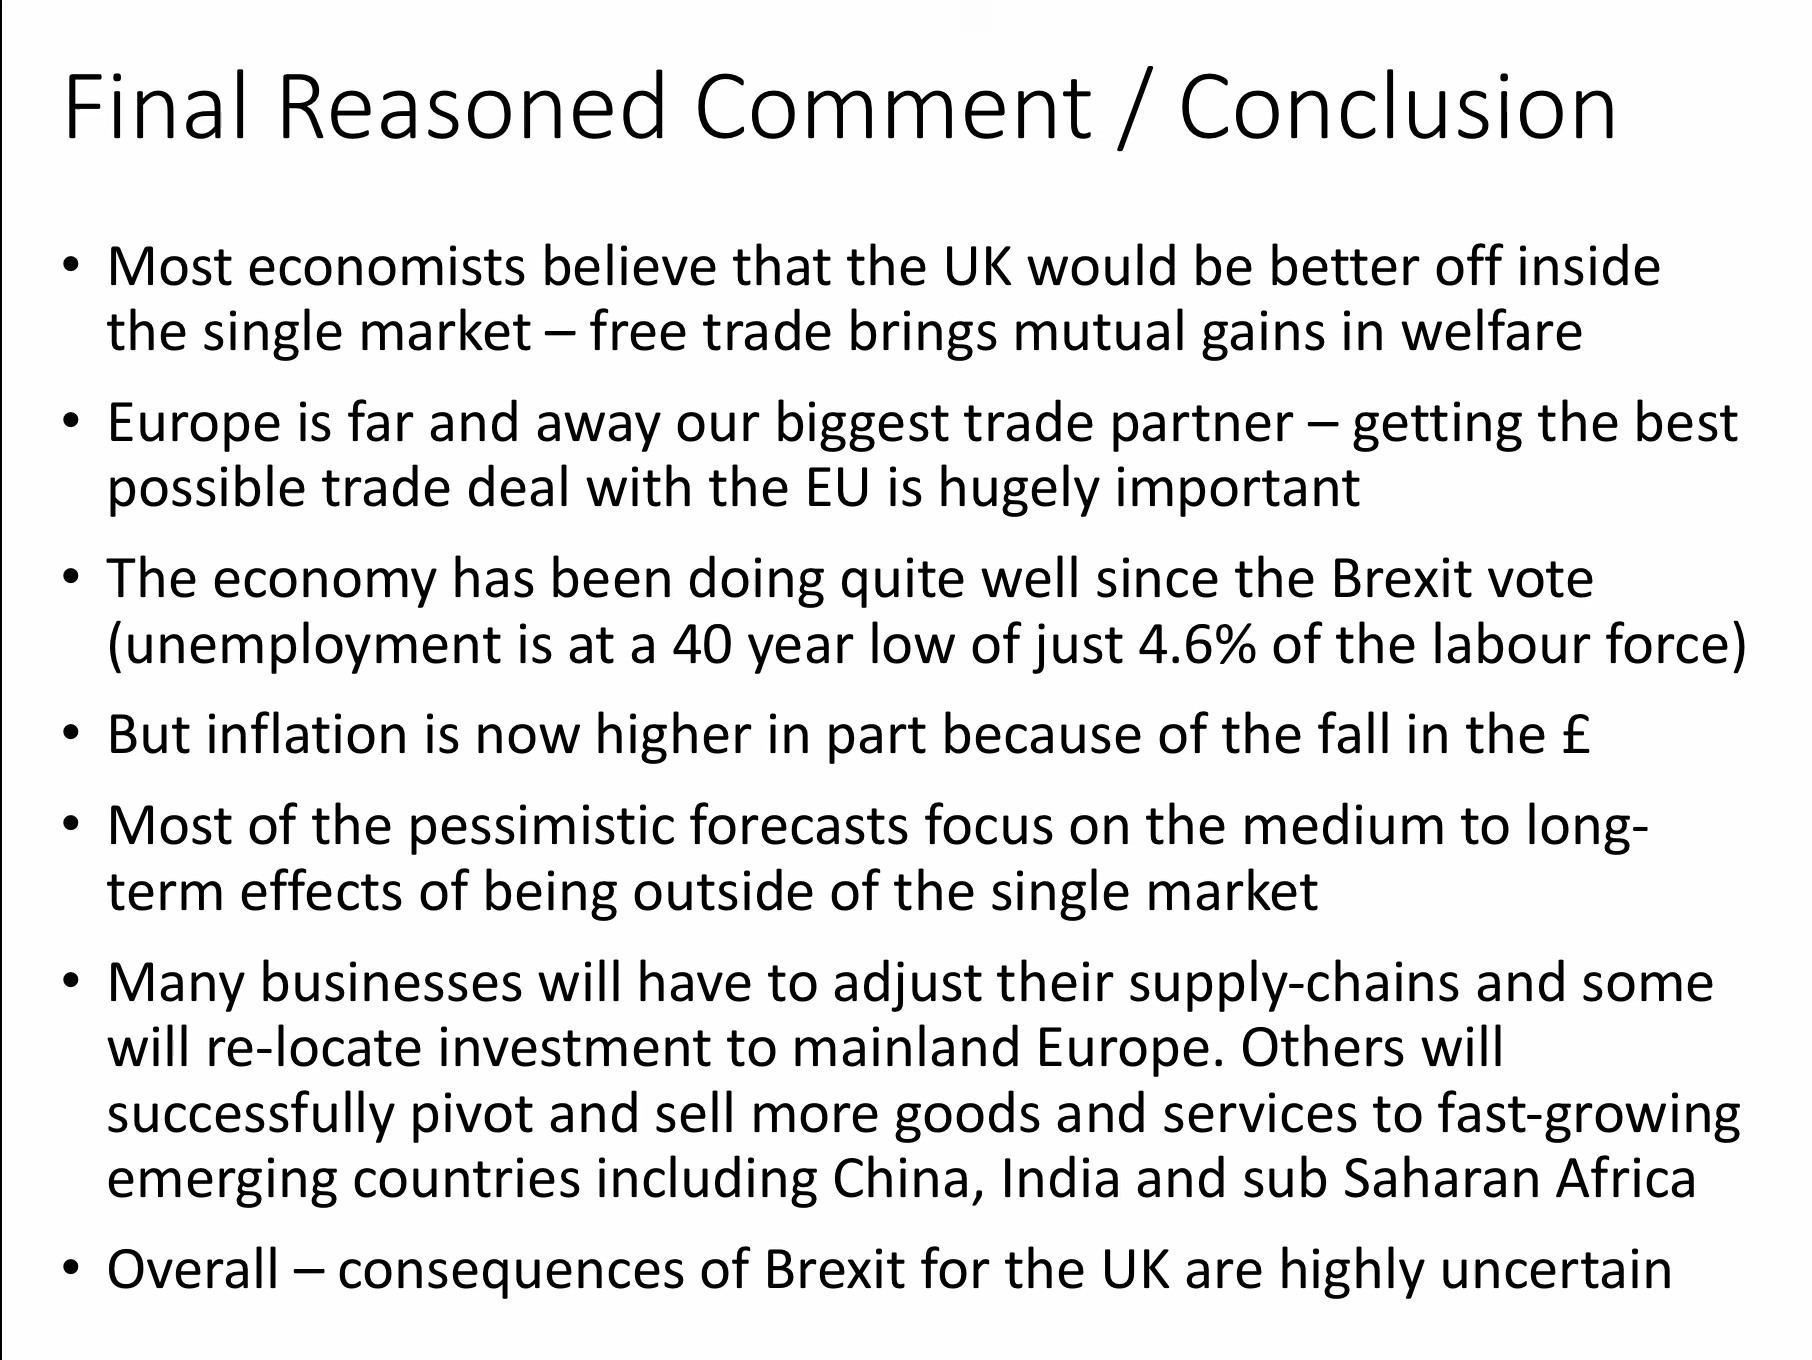 Final Reasoned Comment / Conclusion
• Most economists believe that the UK would be better off inside
the single market – free trade brings mutual gains in welfare
• Europe is far and away our biggest trade partner – getting the best
possible trade deal with the EU is hugely important
• The economy has been doing quite well since the Brexit vote
(unemployment is at a 40 year low of just 4.6% of the labour force)
• But inflation is now higher in part because of the fall in the £
• Most of the pessimistic forecasts focus on the medium to long-
term effects of being outside of the single market
• Many businesses will have to adjust their supply-chains and some
will re-locate investment to mainland Europe. Others will
successfully pivot and sell more goods and services to fast-growing
emerging countries including China, India and sub Saharan Africa
• Overall – consequences of Brexit for the UK are highly uncertain